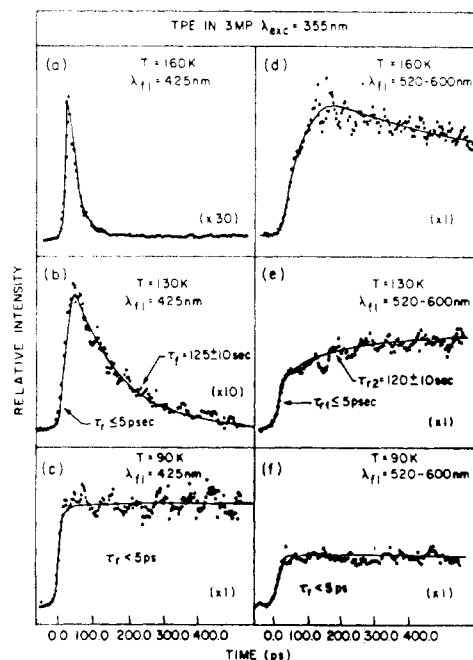 TPE IN 3MP λexc = 355nm
(a)
T = 160K
λfl = 425nm
(x30)
(d)
T = 160K
λfl = 520-600nm
(x1)
(b)
T = 130K
λfl = 425nm
τf = 125±10sec
(x10)
τr ≤ 5psec
(e)
T = 130K
λfl = 520-600nm
τr2 = 120±10sec
τr1 ≤ 5psec
(x1)
(c)
T = 90K
λfl = 425nm
τr < 5ps
(x1)
(f)
T = 90K
λfl = 520-600nm
τr < 5ps
(x1)
RELATIVE INTENSITY
0.0 100.0 200.0 300.0 400.0
0.0 100.0 200.0 300.0 400.0
TIME (ps)